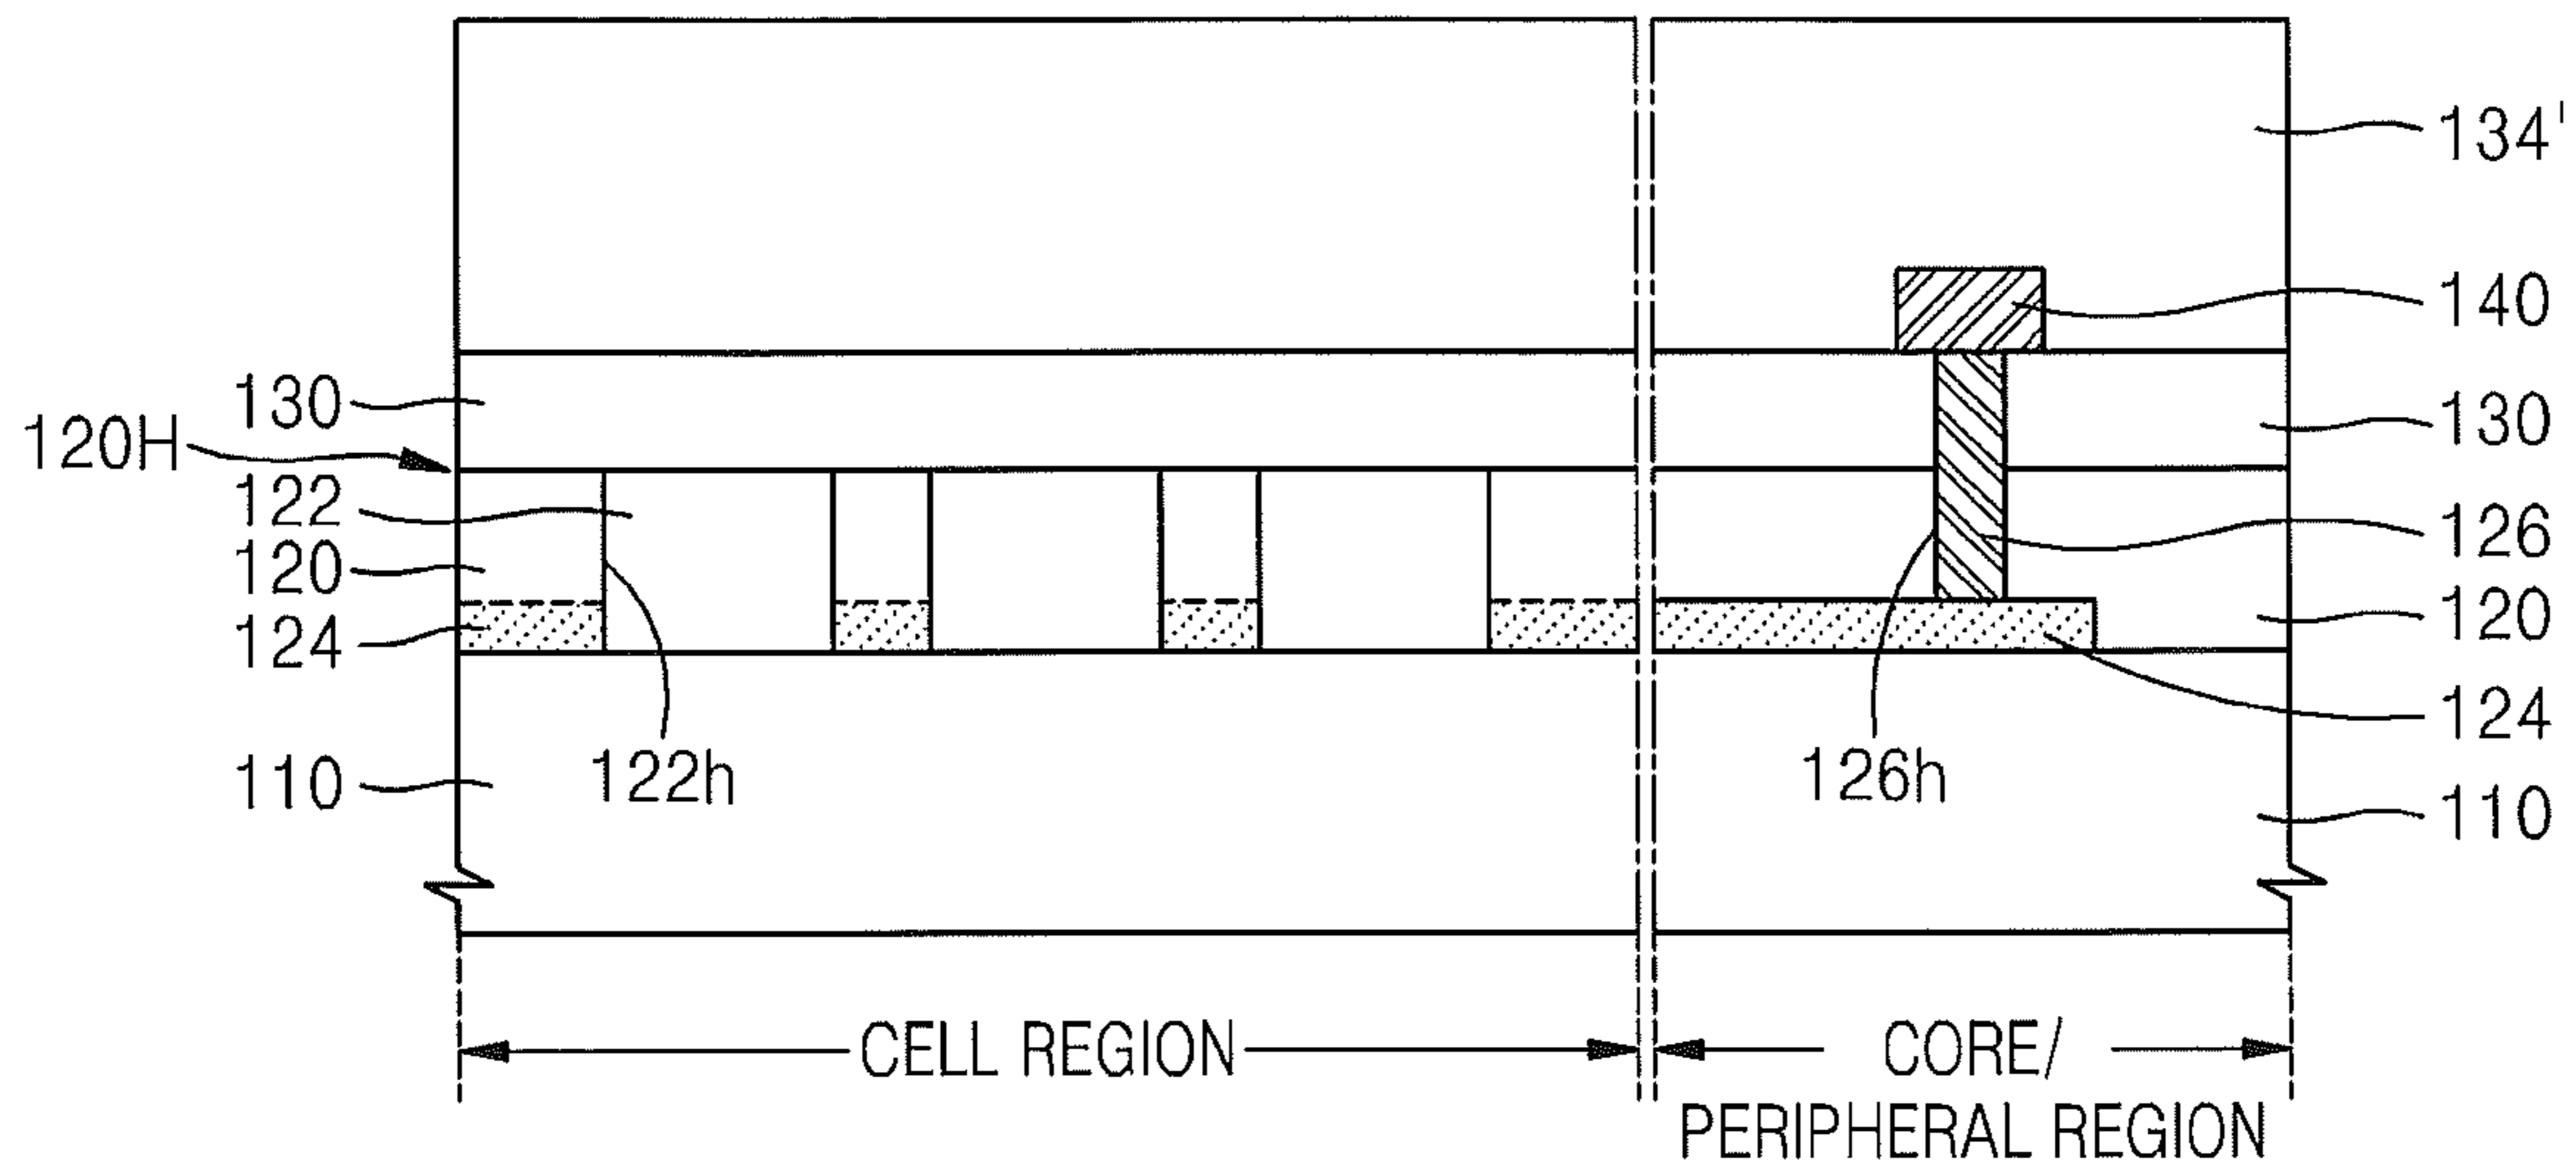 134'
140
130
130
120H
122
126
120
120
124
124
122h
126h
110
110
CELL REGION
CORE/
PERIPHERAL REGION